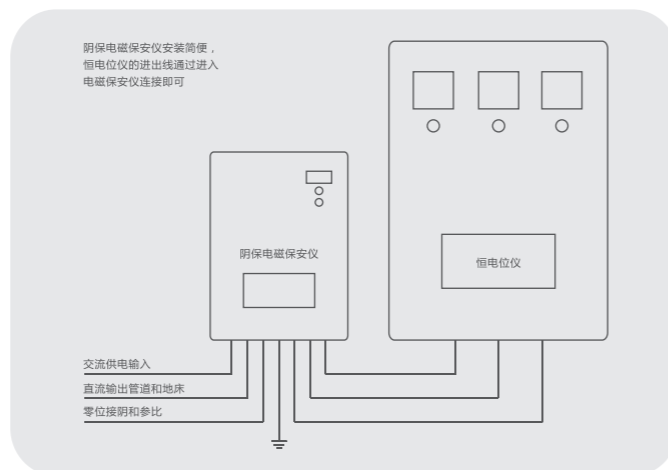 阴保电磁保安仪安装简便，
恒电位仪的进出线通过进入
电磁保安仪连接即可
阴保电磁保安仪
恒电位仪
交流供电输入
直流输出管道和地床
零位接阴和参比